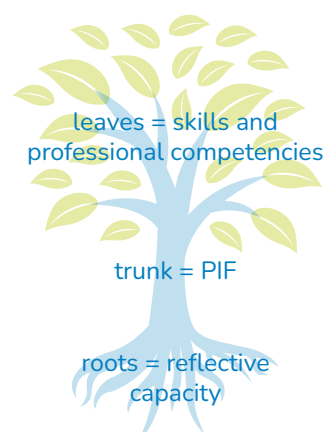 leaves = skills and
professional competencies
trunk = PIF
roots = reflective
capacity